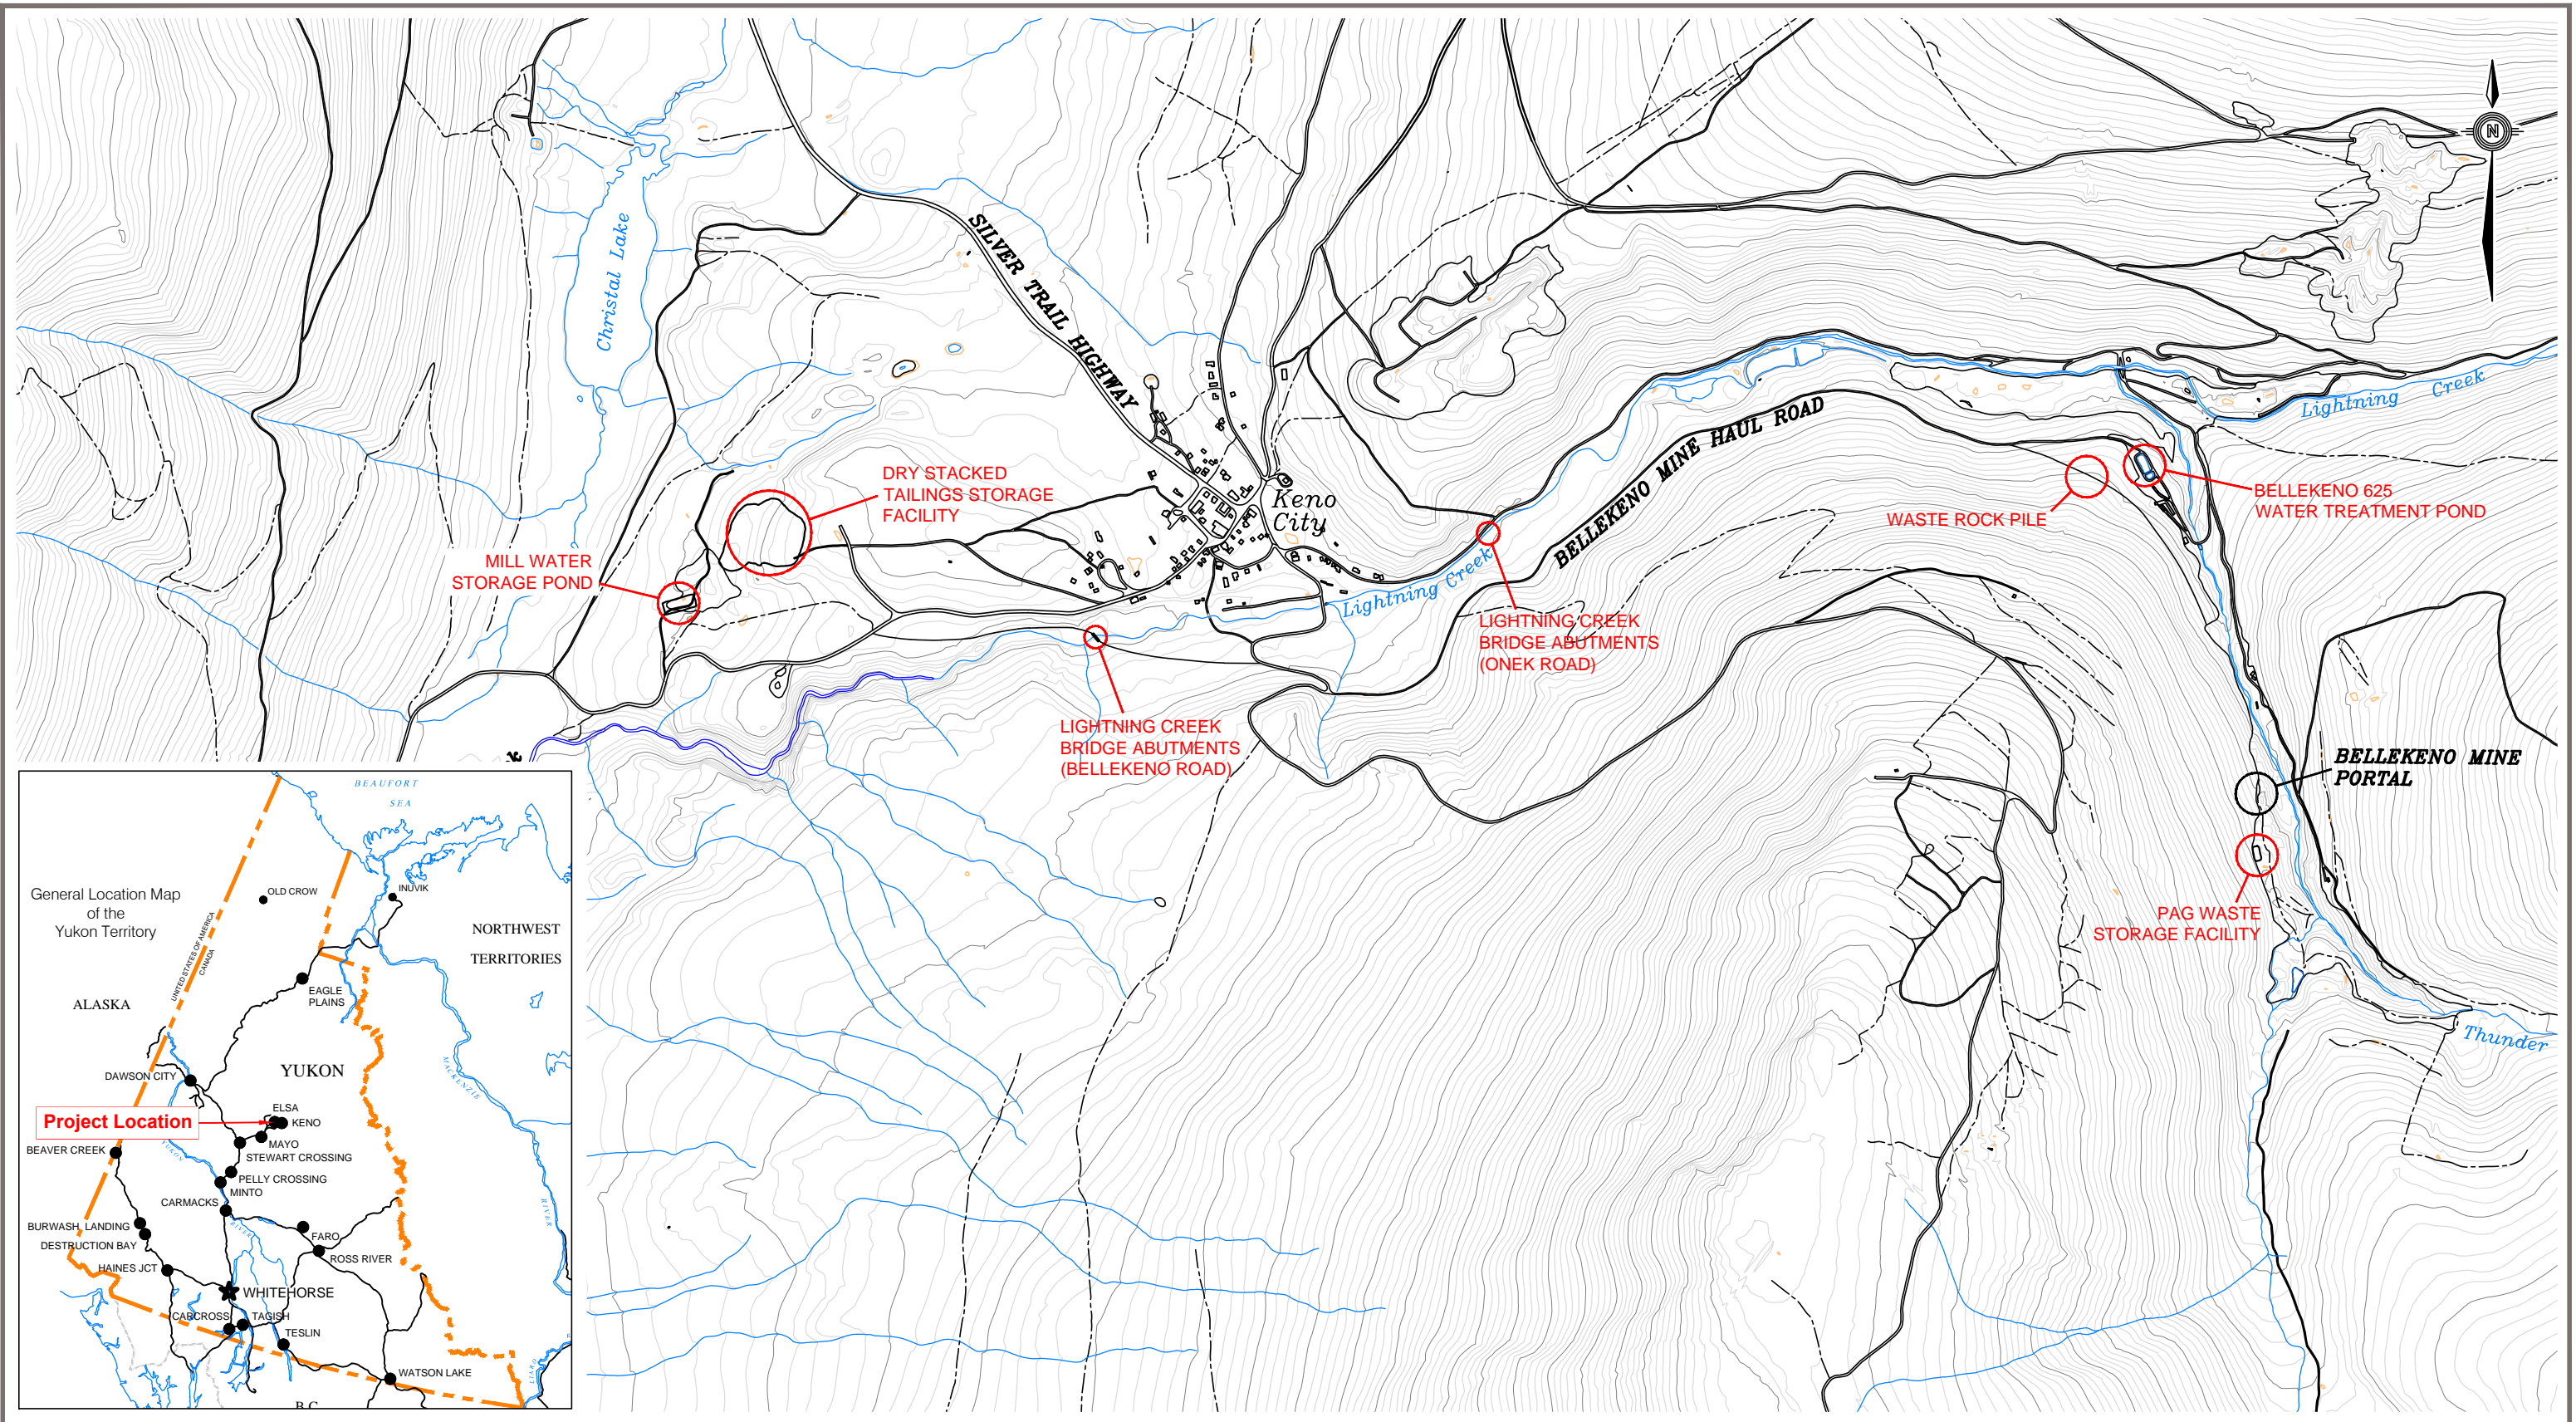 N
Christal Lake
SILVER TRAIL HIGHWAY
Lightning Creek
BELLEKENO MINE HAUL ROAD
DRY STACKED
TAILINGS STORAGE
FACILITY
Keno
City
BELLEKENO 625
WATER TREATMENT POND
WASTE ROCK PILE
MILL WATER
STORAGE POND
Lightning Creek
LIGHTNING CREEK
BRIDGE ABUTMENTS
(ONEK ROAD)
LIGHTNING CREEK
BRIDGE ABUTMENTS
(BELLEKENO ROAD)
BELLEKENO MINE
PORTAL
PAG WASTE
STORAGE FACILITY
Thunder
BEAUFORT
SEA
General Location Map
of the
Yukon Territory
OLD CROW
INUVIK
UNITED STATES OF AMERICA
CANADA
NORTHWEST
TERRITORIES
EAGLE
PLAINS
ALASKA
MACKENZIE
YUKON
DAWSON CITY
ELSA
Project Location
KENO
MAYO
YUKON
BEAVER CREEK
STEWART CROSSING
PELLY CROSSING
MINTO
CARMACKS
RIVER
RIVER
BURWASH LANDING
FARO
DESTRUCTION BAY
ROSS RIVER
HAINES JCT
WHITEHORSE
CARCROSS
TAGISH
TESLIN
WATSON LAKE
LIARD
B.C.